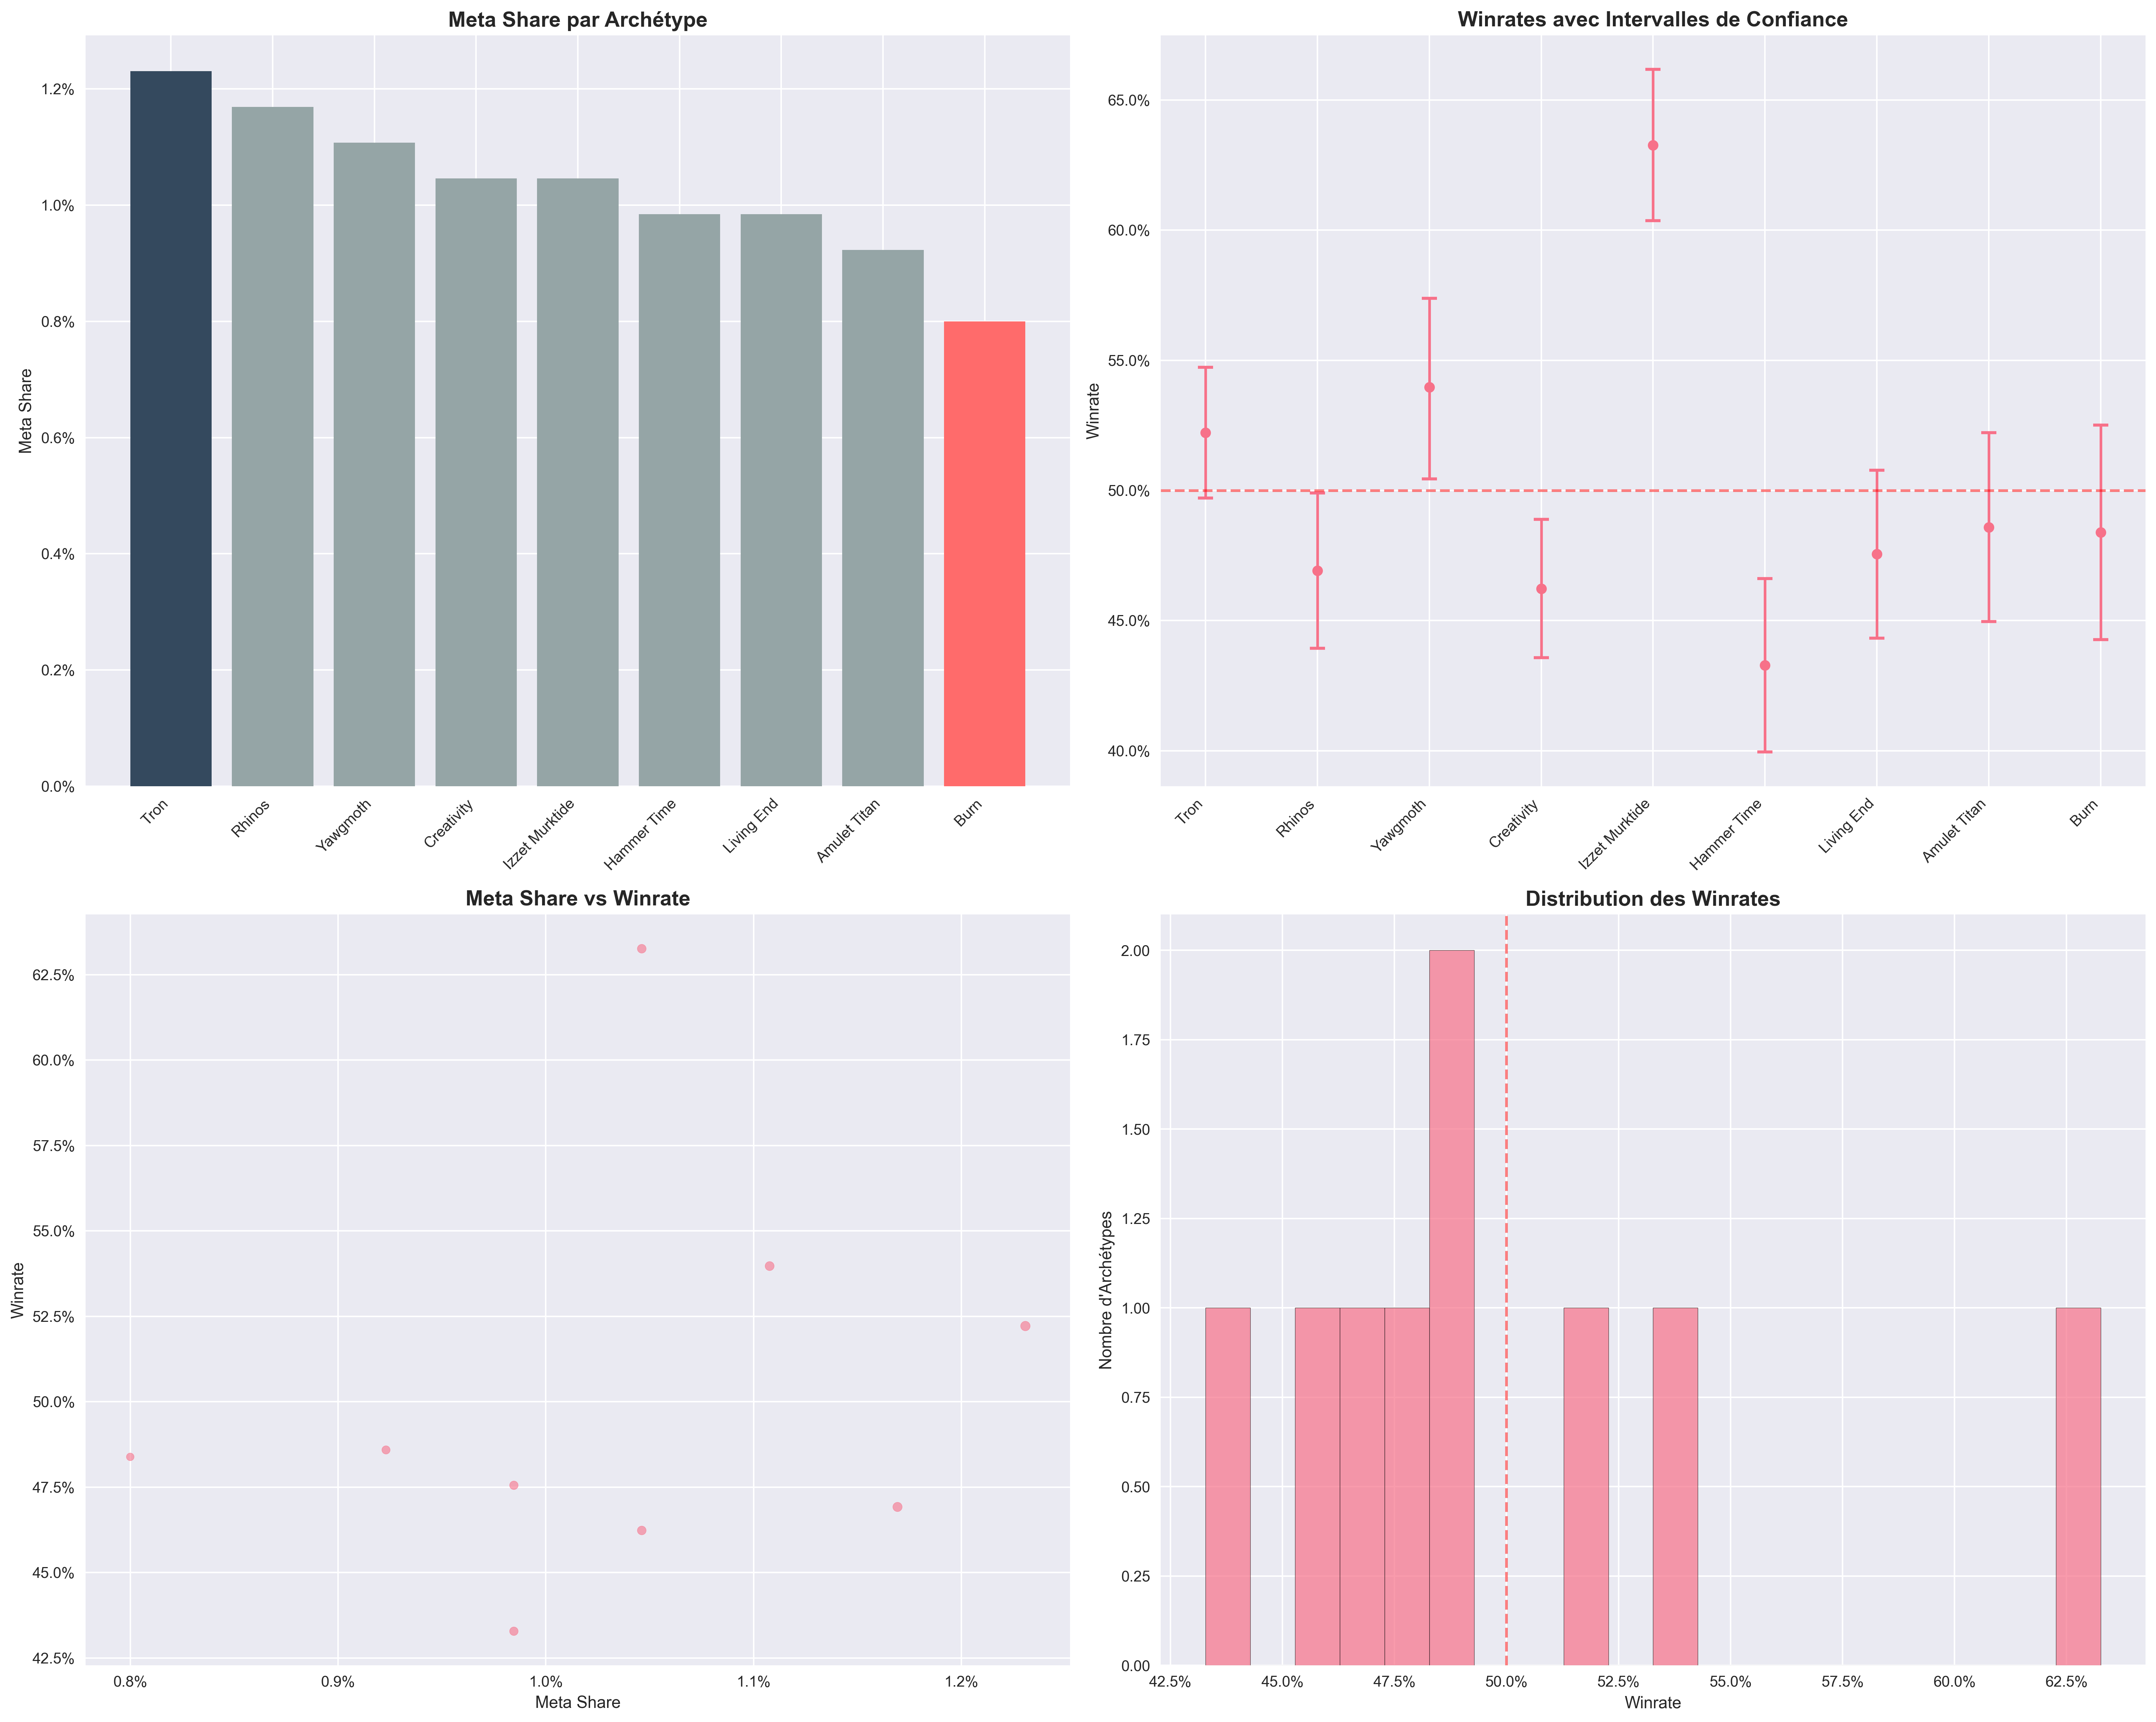 Meta Share par Archétype
Meta Share
1.2%
1.0%
0.8%
0.6%
0.4%
0.2%
0.0%
Tron
Rhinos
Yawgmoth
Creativity
Izzet Murktide
Hammer Time
Living End
Amulet Titan
Burn
Winrates avec Intervalles de Confiance
Winrate
65.0%
60.0%
55.0%
50.0%
45.0%
40.0%
Tron
Rhinos
Yawgmoth
Creativity
Izzet Murktide
Hammer Time
Living End
Amulet Titan
Burn
Meta Share vs Winrate
Winrate
62.5%
60.0%
57.5%
55.0%
52.5%
50.0%
47.5%
45.0%
42.5%
0.8%
0.9%
1.0%
1.1%
1.2%
Meta Share
Distribution des Winrates
Nombre d'Archétypes
2.00
1.75
1.50
1.25
1.00
0.75
0.50
0.25
0.00
42.5%
45.0%
47.5%
50.0%
52.5%
55.0%
57.5%
60.0%
62.5%
Winrate